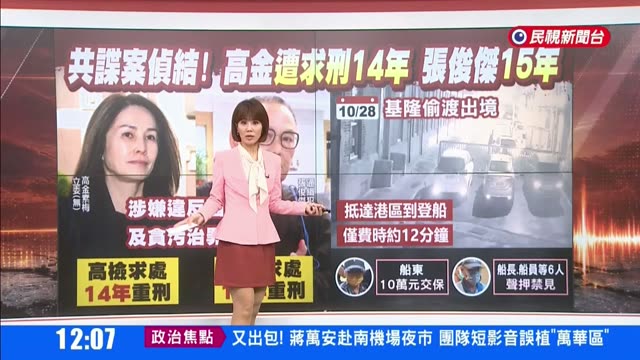 民視新聞台
共諜案偵結! 高金遭求刑14年 張俊傑15年
10/28 基隆偷渡出境
高金素梅
立委(無)
涉嫌違反
及貪污治
抵達港區到登船
僅費時約12分鐘
高檢求處
14年重刑
求處
重刑
船東
10萬元交保
船長.船員等6人
聲押禁見
12:07 政治焦點 又出包! 蔣萬安赴南機場夜市 團隊短影音誤植"萬華區"